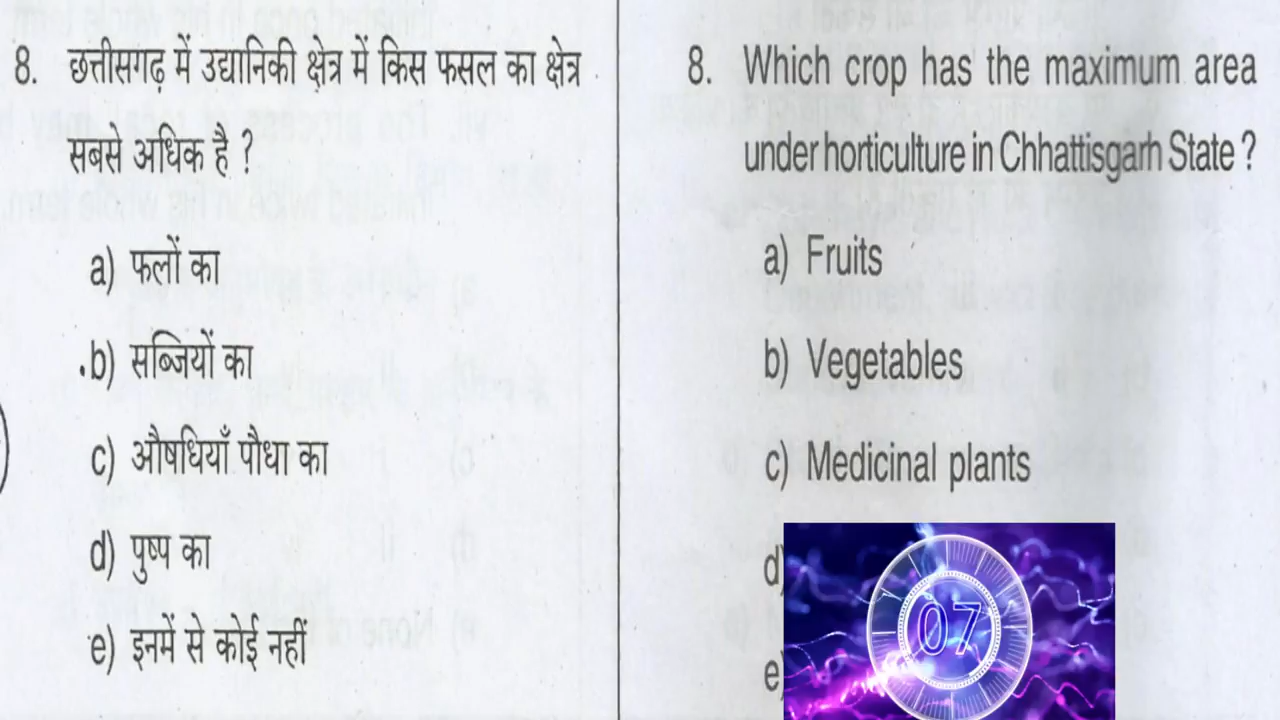 8. छत्तीसगढ़ में उद्यानिकी क्षेत्र में किस फसल का क्षेत्र
सबसे अधिक है ?
a) फलों का
b) सब्जियों का
c) औषधियाँ पौधा का
d) पुष्प का
e) इनमें से कोई नहीं
8. Which crop has the maximum area
under horticulture in Chhattisgarh State ?
a) Fruits
b) Vegetables
c) Medicinal plants
d)
e)
07